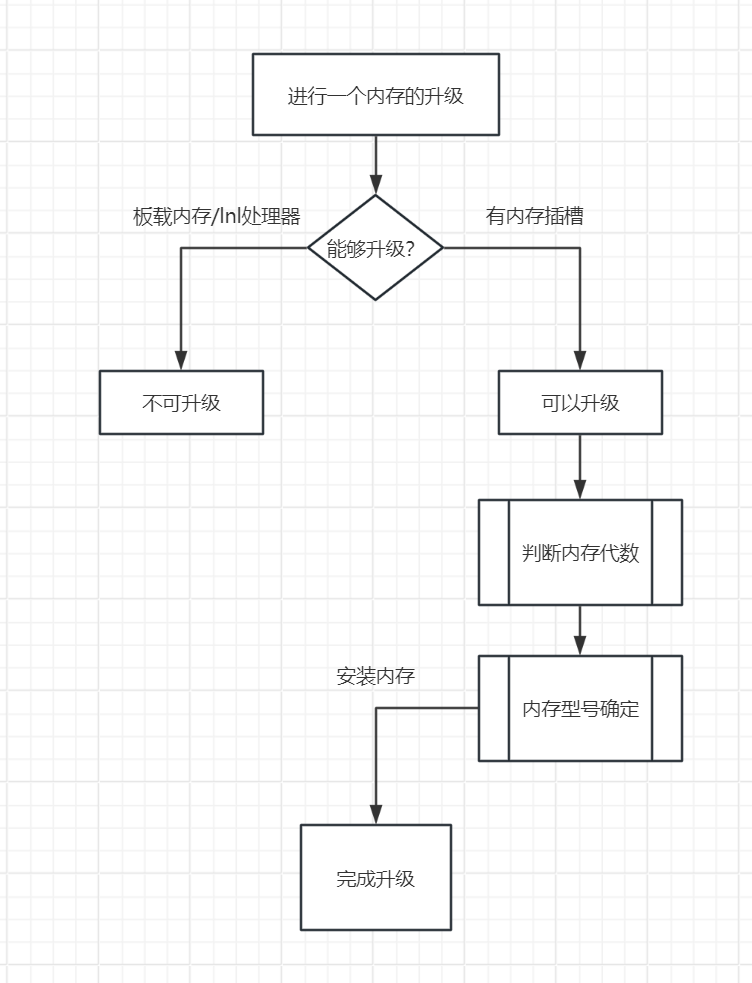 进行一个内存的升级
板载内存/lnl处理器
有内存插槽
能够升级？
不可升级
可以升级
判断内存代数
安装内存
内存型号确定
完成升级